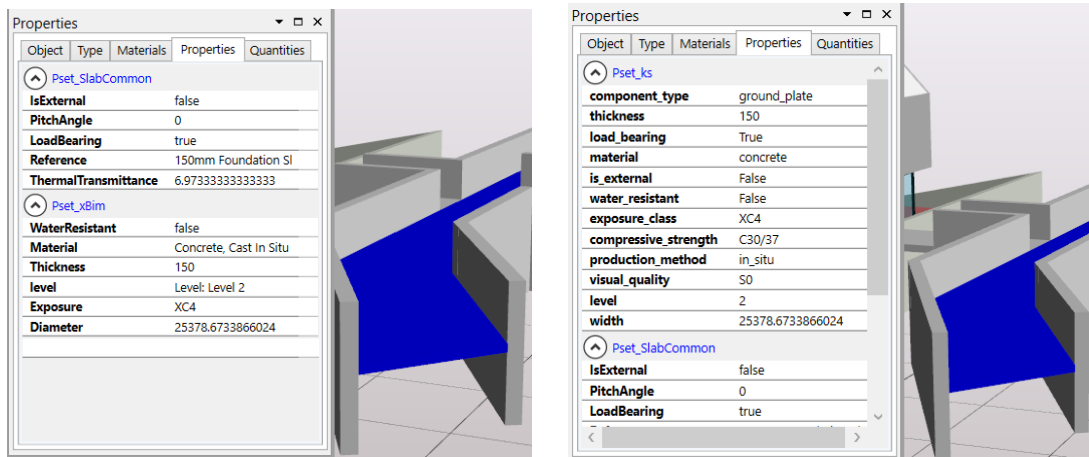 Properties
Object Type Materials Properties Quantities
Pset_SlabCommon
IsExternal false
PitchAngle 0
LoadBearing true
Reference 150mm Foundation Sl
ThermalTransmittance 6.97333333333333
Pset_xBim
WaterResistant false
Material Concrete, Cast In Situ
Thickness 150
level Level: Level 2
Exposure XC4
Diameter 25378.6733866024
Properties
Object Type Materials Properties Quantities
Pset_ks
component_type ground_plate
thickness 150
load_bearing True
material concrete
is_external False
water_resistant False
exposure_class XC4
compressive_strength C30/37
production_method in_situ
visual_quality S0
level 2
width 25378.6733866024
Pset_SlabCommon
IsExternal false
PitchAngle 0
LoadBearing true